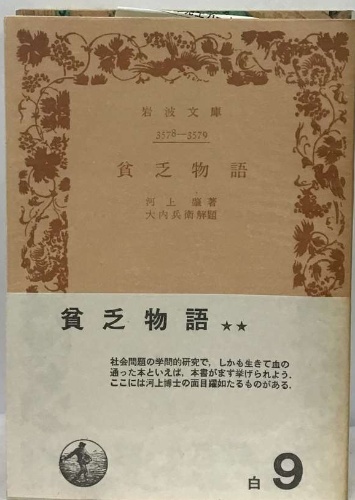 岩波文庫
3578—3579
貧乏物語
河上肇著
大内兵衛解題
貧乏物語 ★★
社会問題の学問的研究で、しかも生きて血の
通った本といえば、本書がまず挙げられよう。
ここには河上博士の面目躍如たるものがある。
白 9